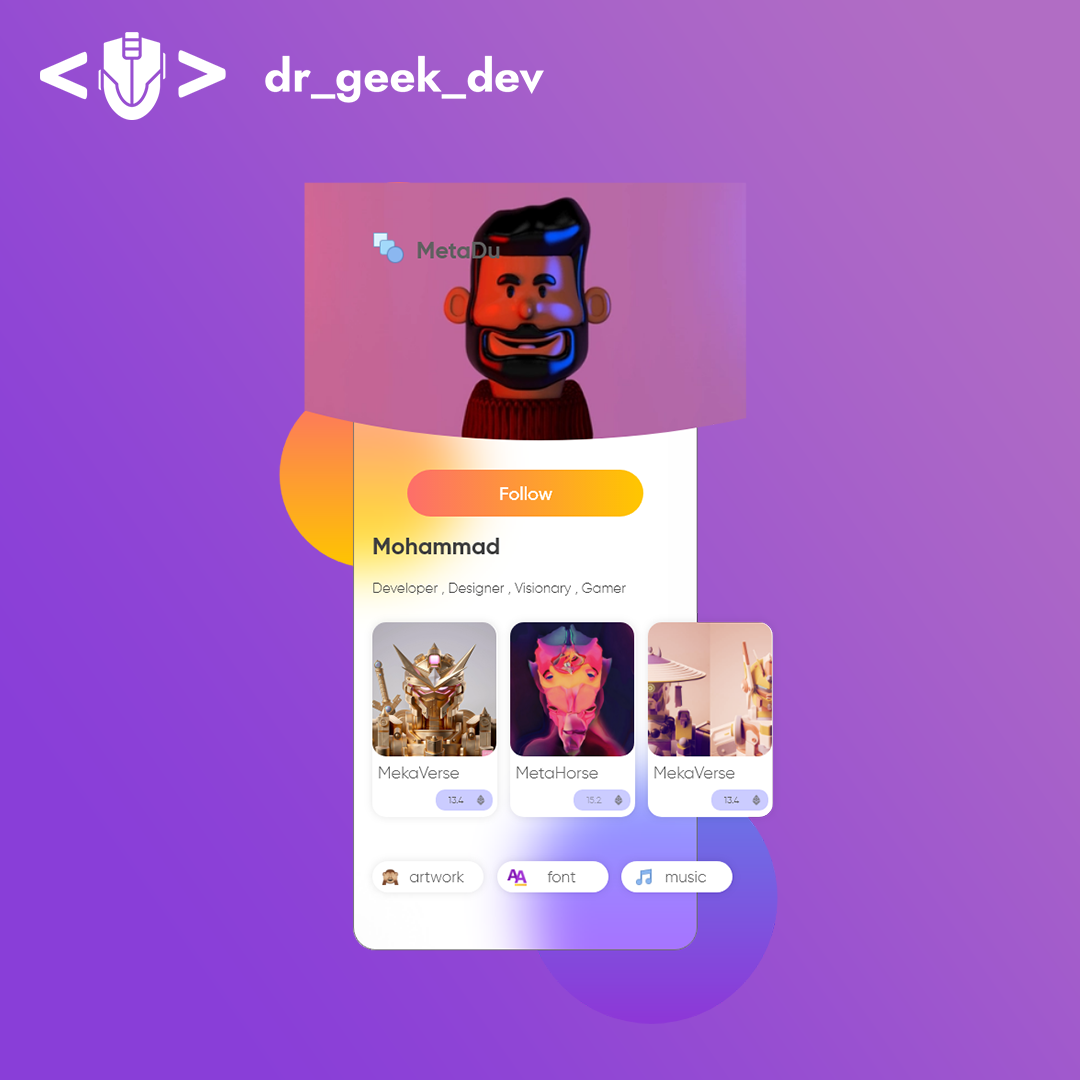 dr_geek_dev
MetaDu
Follow
Mohammad
Developer , Designer , Visionary , Gamer
MekaVerse
MetaHorse
MekaVerse
13.4
15.2
13.4
artwork
font
music